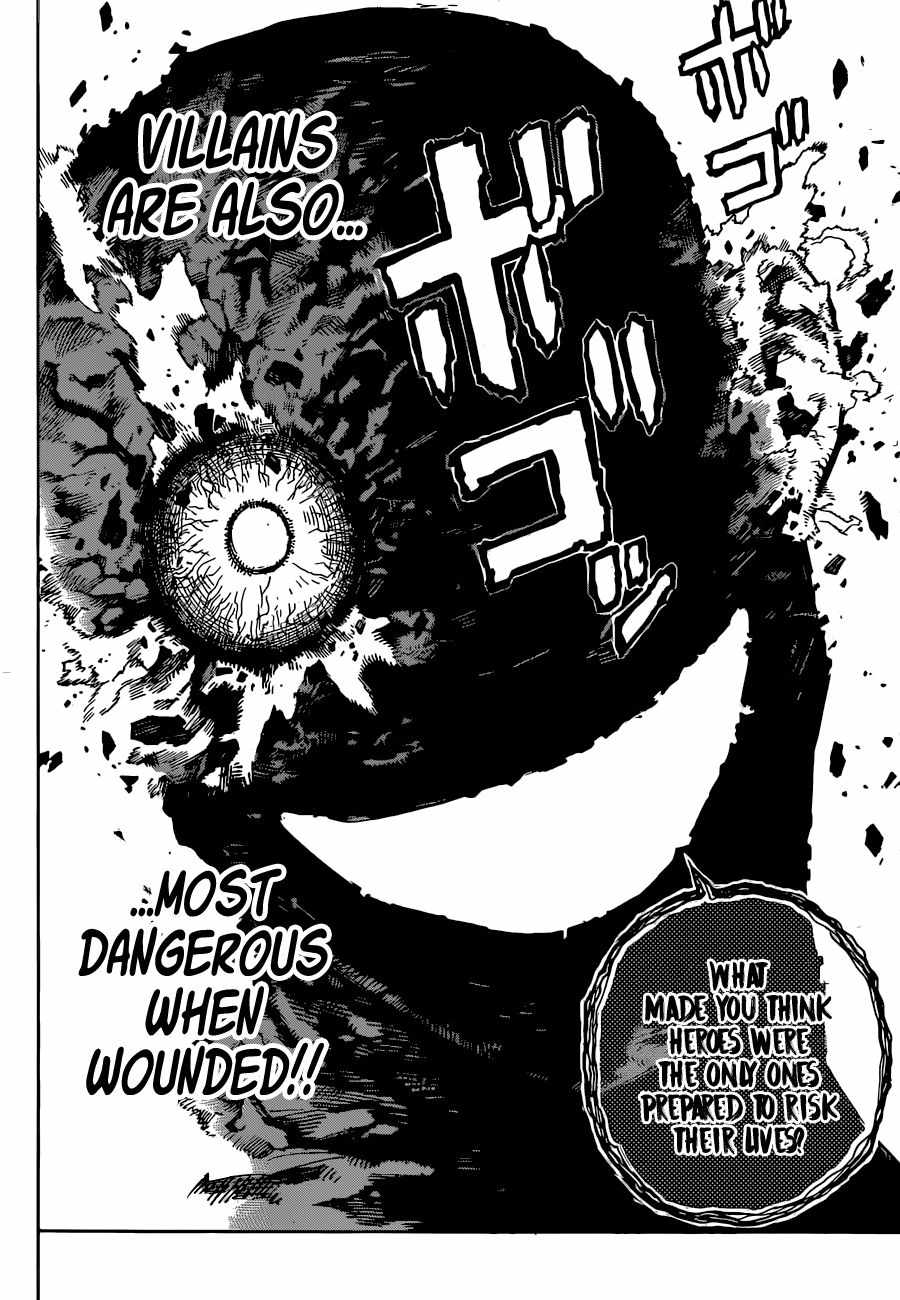 VILLAINS
ARE ALSO...
ボゴ
ボゴ
...MOST
DANGEROUS
WHEN
WOUNDED!!
WHAT
MADE YOU THINK
HEROES WERE
THE ONLY ONES
PREPARED TO RISK
THEIR LIVES?